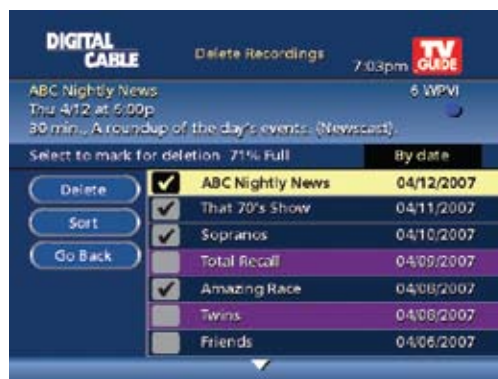 DIGITAL CABLE
Delete Recordings
7:03pm
TV GUIDE
ABC Nightly News
6 WPVI
Thu 4/12 at 6:00p
30 min., A roundup of the day's events. (Newscast).
Select to mark for deletion 71% Full
By date
Delete
Sort
Go Back
ABC Nightly News 04/12/2007
That 70's Show 04/11/2007
Sopranos 04/10/2007
Total Recall 04/09/2007
Amazing Race 04/08/2007
Twins 04/08/2007
Friends 04/06/2007